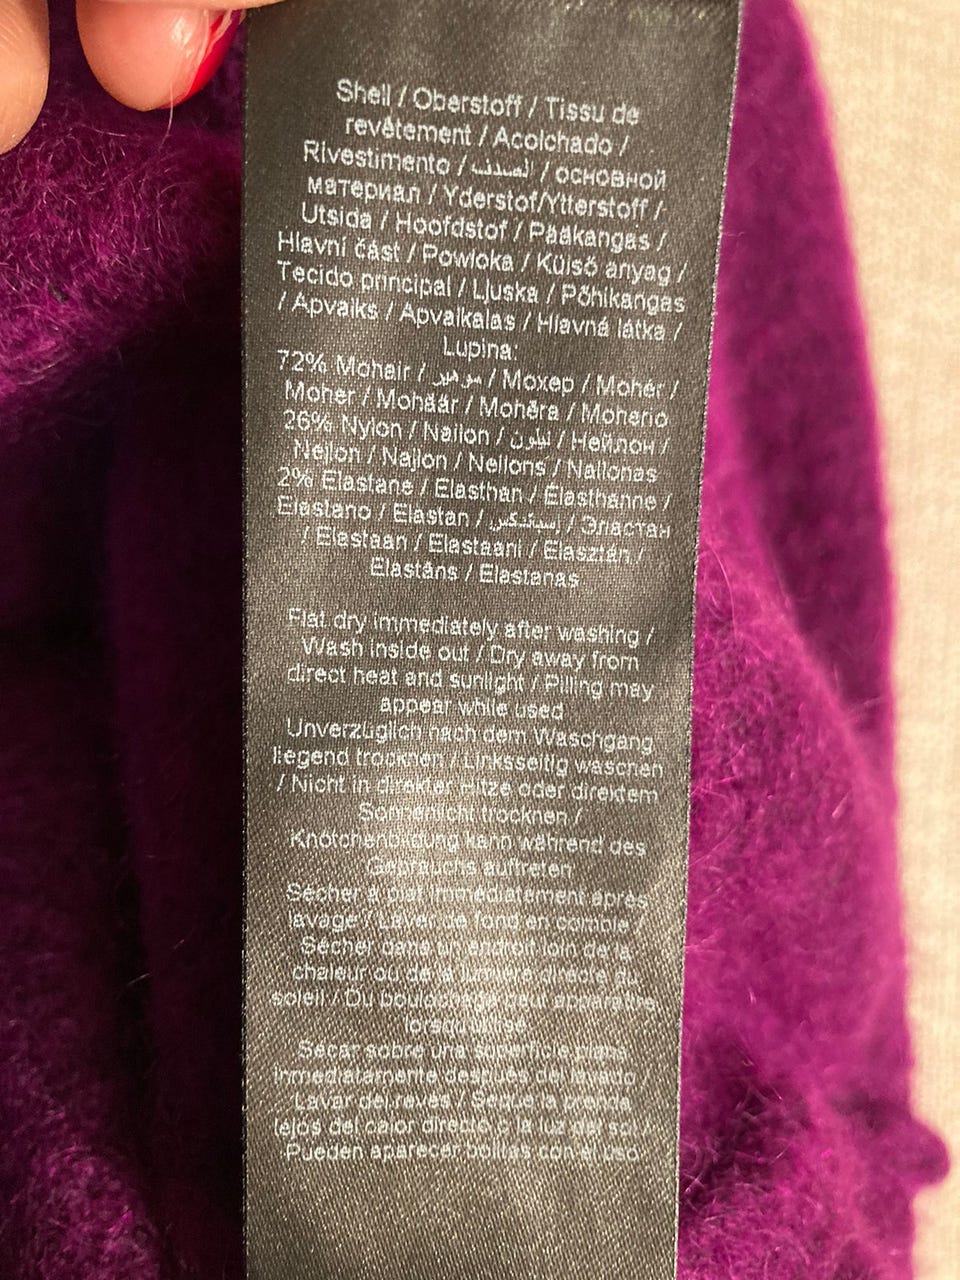 Shell / Oberstoff / Tissu de
revêtement / Acolchado /
Rivestimento / الصدف / основной
материал / Yderstof/Ytterstoff /
Utsida / Hoofdstof / Pääkangas /
Hlavní část / Powłoka / Külső anyag /
Tecido principal / Ljuska / Põhikangas
/ Apvalks / Apvalkalas / Hlavná látka /
Lupina:
72% Mohair / موهير / Мохер / Mohér /
Moher / Mohäär / Mohēra / Moherio
26% Nylon / Nailon / نيلون / Нейлон /
Nejlon / Najlon / Neilons / Nailonas
2% Elastane / Elasthan / Élasthanne /
Elastano / Elastan / / Эластан
/ Elastaan / Elastaani / Elasztán /
Elastāns / Elastanas
Flat dry immediately after washing /
Wash inside out / Dry away from
direct heat and sunlight / Pilling may
appear while used
Unverzüglich nach dem Waschgang
liegend trocknen / Linksseitig waschen
/ Nicht in direkter Hitze oder direktem
Sonnenlicht trocknen /
Knötchenbildung kann während des
Gebrauchs auftreten
Sécher à plat immédiatement après
lavage / Laver de fond en comble /
Sécher dans un endroit loin de la
chaleur ou de la lumière directe du
soleil / Du boulochage peut apparaître
lorsqu'utilisé
Secar sobre una superficie plana
inmediatamente después del lavado /
Lavar del revés / Seque la prenda
lejos del calor directo o la luz del sol /
Pueden aparecer bolitas con el uso